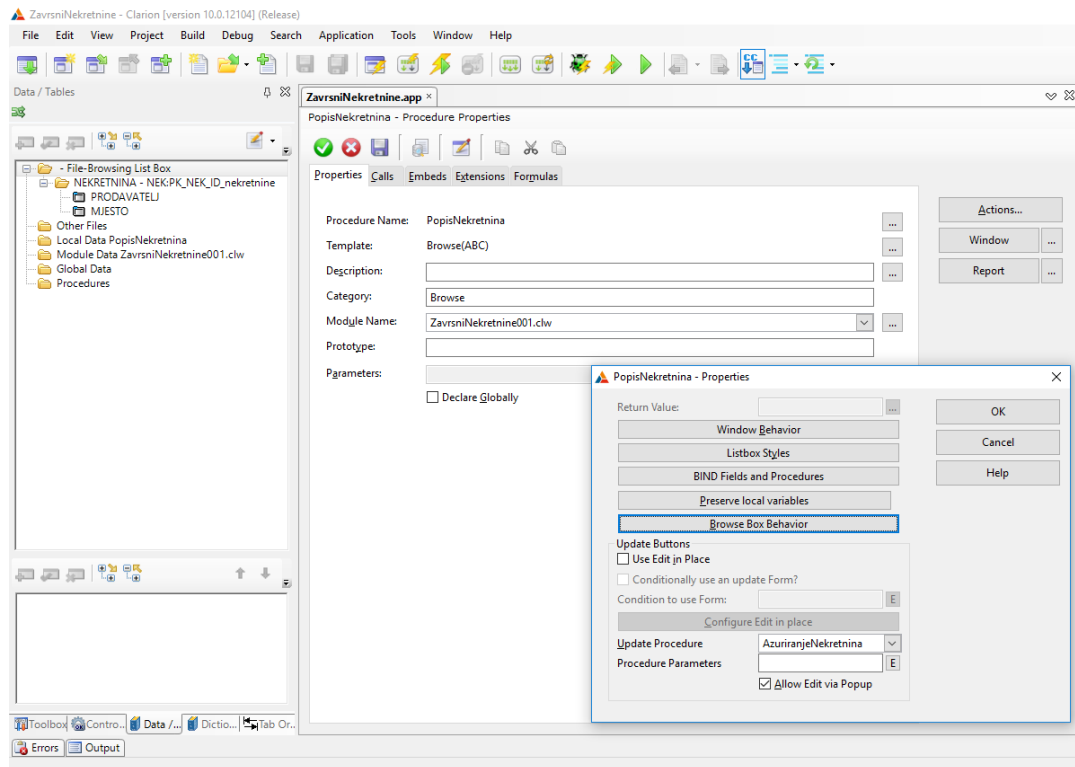 ZavrsniNekretnine - Clarion [version 10.0.12104] (Release)
File Edit View Project Build Debug Search Application Tools Window Help
Data / Tables
- File-Browsing List Box
NEKRETNINA - NEK:PK_NEK_ID_nekretnine
PRODAVATELJ
MJESTO
Other Files
Local Data PopisNekretnina
Module Data ZavrsniNekretnine001.clw
Global Data
Procedures
Toolbox Contro... Data /... Dictio... Tab Or...
Errors Output
ZavrsniNekretnine.app
PopisNekretnina - Procedure Properties
Properties Calls Embeds Extensions Formulas
Procedure Name: PopisNekretnina ...
Template: Browse(ABC) ...
Description: ...
Category: Browse
Module Name: ZavrsniNekretnine001.clw ...
Prototype:
Parameters:
Declare Globally
Actions...
Window ...
Report ...
PopisNekretnina - Properties
Return Value: ...
Window Behavior
Listbox Styles
BIND Fields and Procedures
Preserve local variables
Browse Box Behavior
Update Buttons
Use Edit in Place
Conditionally use an update Form?
Condition to use Form: E
Configure Edit in place
Update Procedure AzuriranjeNekretnina
Procedure Parameters E
Allow Edit via Popup
OK
Cancel
Help